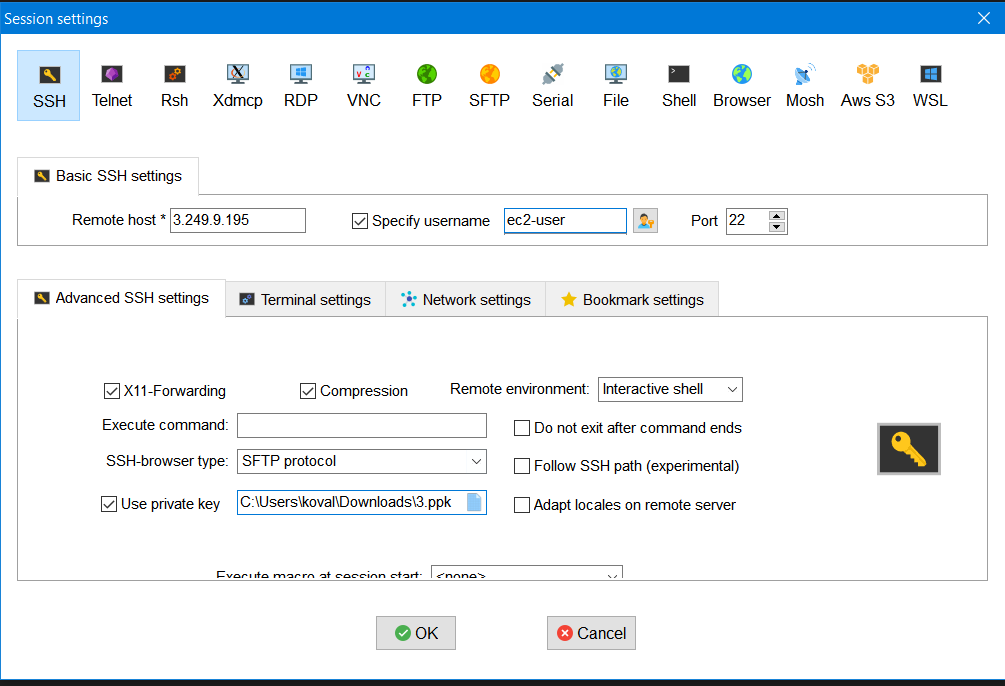 Session settings
SSH Telnet Rsh Xdmcp RDP VNC FTP SFTP Serial File Shell Browser Mosh Aws S3 WSL
Basic SSH settings
Remote host * 3.249.9.195 Specify username ec2-user Port 22
Advanced SSH settings Terminal settings Network settings Bookmark settings
X11-Forwarding Compression Remote environment: Interactive shell
Execute command: Do not exit after command ends
SSH-browser type: SFTP protocol Follow SSH path (experimental)
Use private key C:\Users\koval\Downloads\3.ppk Adapt locales on remote server
Execute macro at session start: <none>
OK Cancel